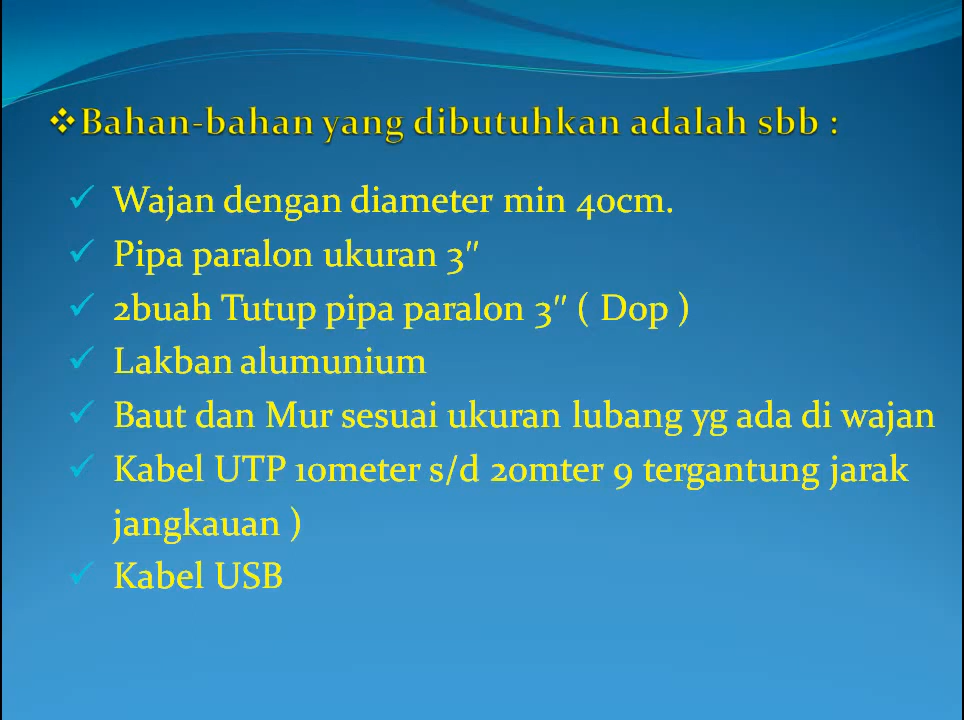 ❖Bahan-bahan yang dibutuhkan adalah sbb :
✓ Wajan dengan diameter min 40cm.
✓ Pipa paralon ukuran 3"
✓ 2buah Tutup pipa paralon 3" ( Dop )
✓ Lakban alumunium
✓ Baut dan Mur sesuai ukuran lubang yg ada di wajan
✓ Kabel UTP 10meter s/d 20mter 9 tergantung jarak
jangkauan )
✓ Kabel USB